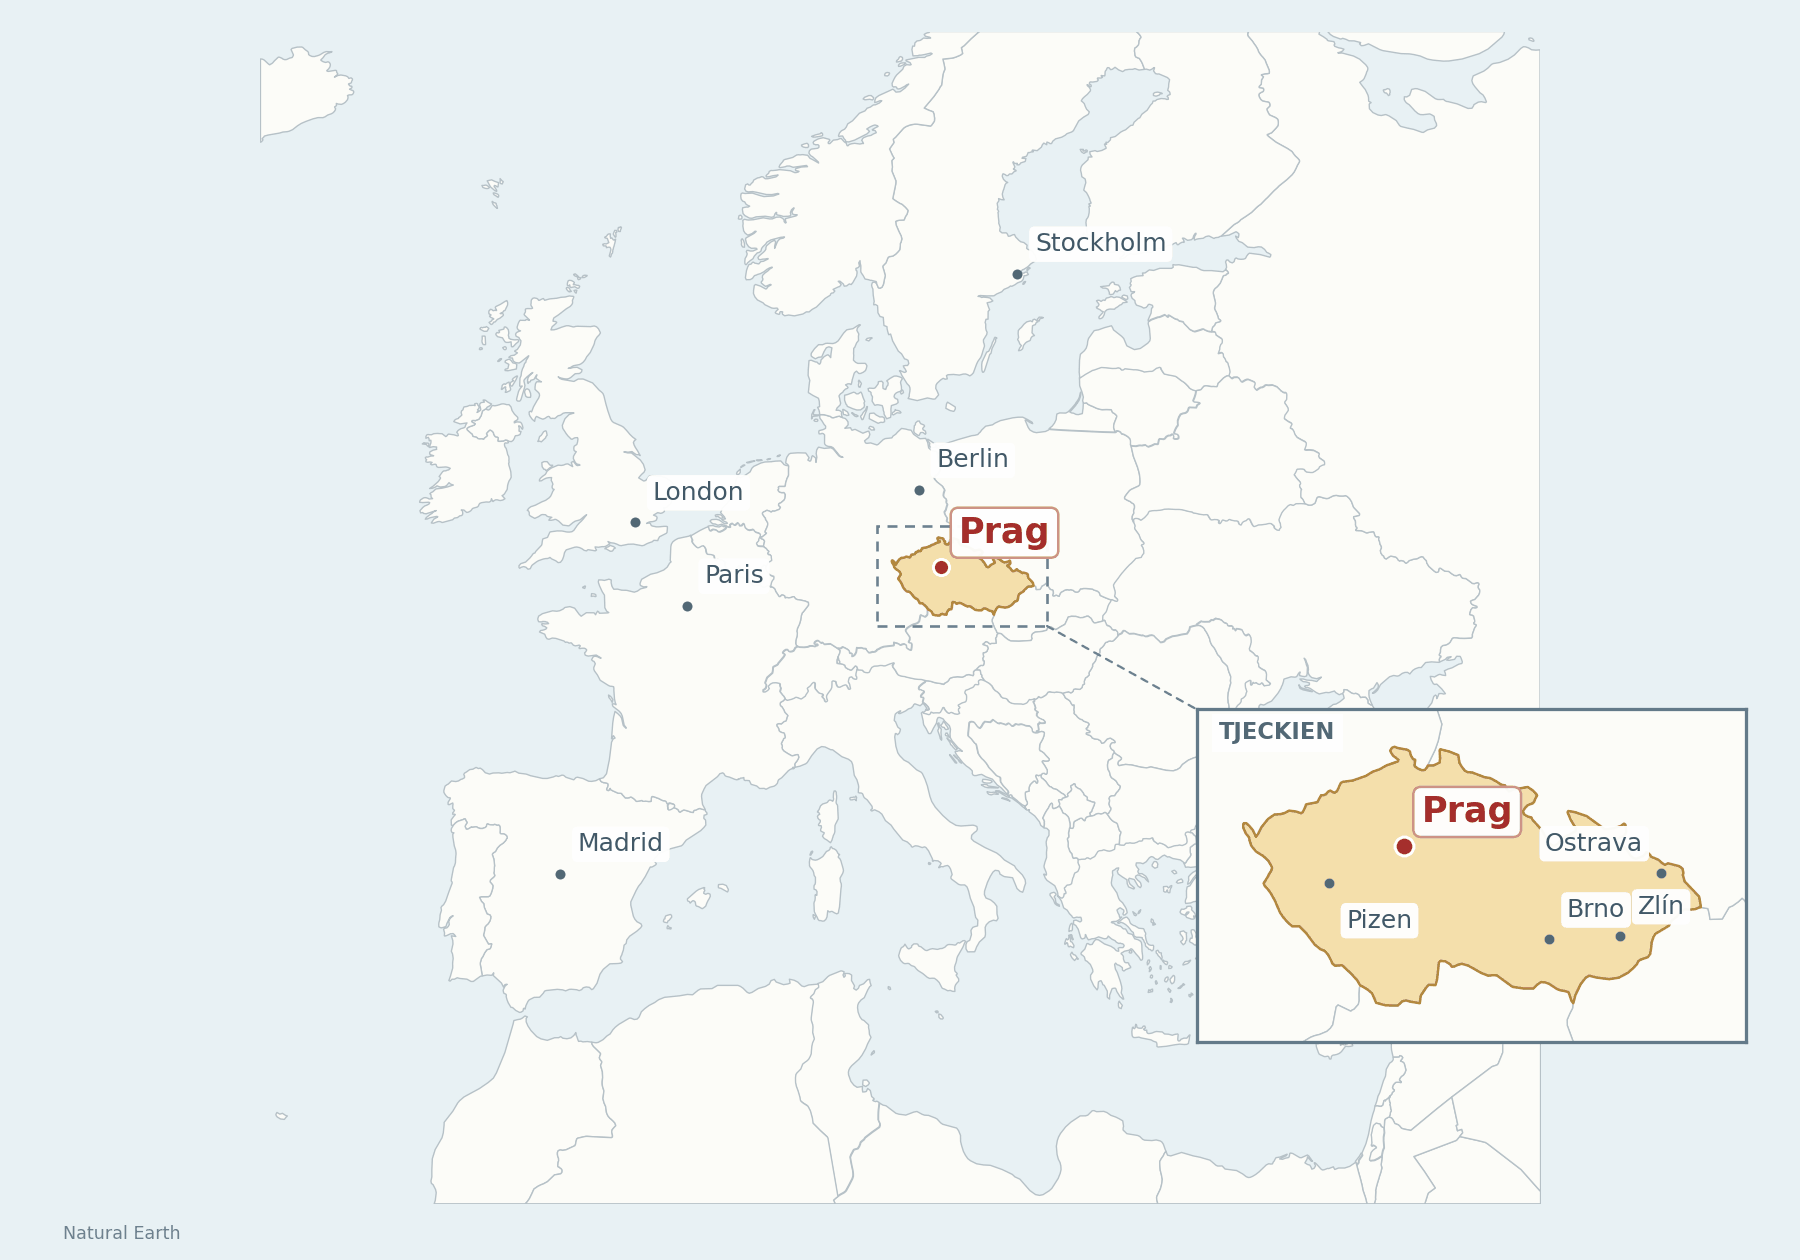 Stockholm
Berlin
London
Prag
Paris
TJECKIEN
Prag
Madrid
Ostrava
Brno
Zlín
Pizen
Natural Earth